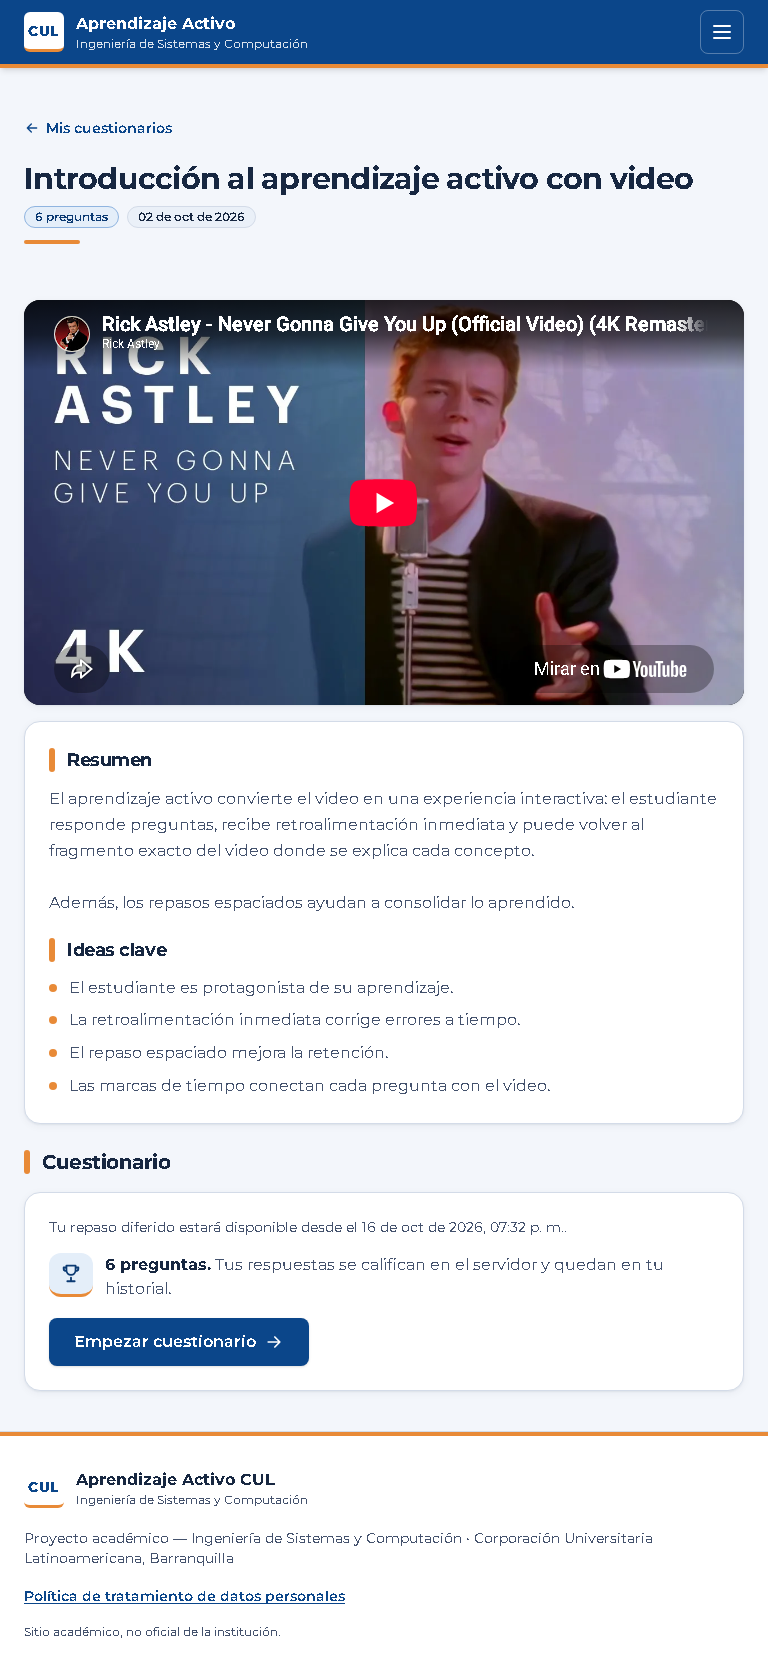 CUL
Aprendizaje Activo
Ingeniería de Sistemas y Computación
← Mis cuestionarios
Introducción al aprendizaje activo con video
6 preguntas
02 de oct de 2026
Rick Astley - Never Gonna Give You Up (Official Video) (4K Remaste
Rick Astley
RICK
ASTLEY
NEVER GONNA
GIVE YOU UP
4K
Mirar en YouTube
Resumen
El aprendizaje activo convierte el video en una experiencia interactiva: el estudiante
responde preguntas, recibe retroalimentación inmediata y puede volver al
fragmento exacto del video donde se explica cada concepto.
Además, los repasos espaciados ayudan a consolidar lo aprendido.
Ideas clave
El estudiante es protagonista de su aprendizaje.
La retroalimentación inmediata corrige errores a tiempo.
El repaso espaciado mejora la retención.
Las marcas de tiempo conectan cada pregunta con el video.
Cuestionario
Tu repaso diferido estará disponible desde el 16 de oct de 2026, 07:32 p. m..
6 preguntas. Tus respuestas se califican en el servidor y quedan en tu
historial.
Empezar cuestionario →
CUL
Aprendizaje Activo CUL
Ingeniería de Sistemas y Computación
Proyecto académico — Ingeniería de Sistemas y Computación · Corporación Universitaria
Latinoamericana, Barranquilla
Política de tratamiento de datos personales
Sitio académico, no oficial de la institución.